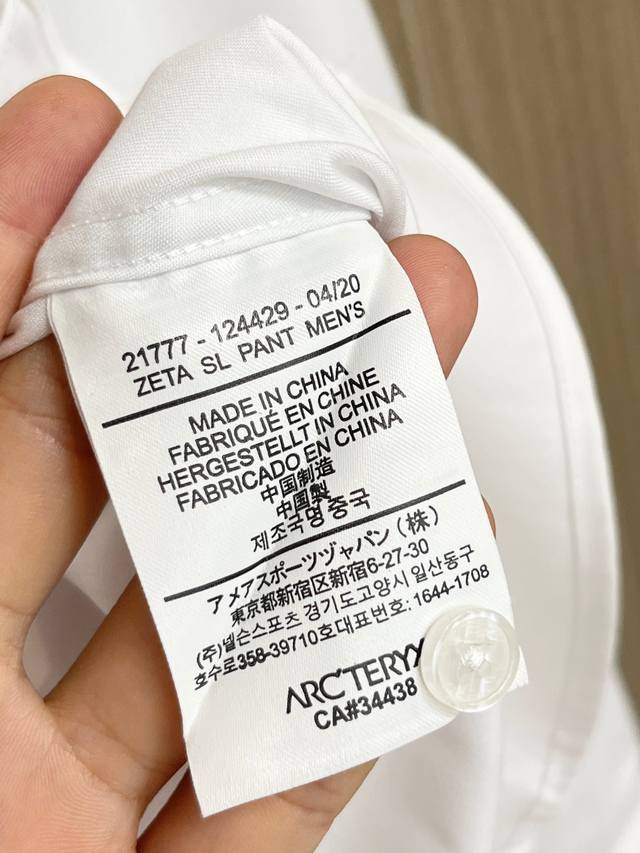 21777 - 124429 - 04/20
ZETA SL PANT MEN'S
MADE IN CHINA
FABRIQUÉ EN CHINE
HERGESTELLT IN CHINA
FABRICADO EN CHINA
中国制造
中国製
제조국명 중국
アメアスポーツヅャパン（株）
東京都新宿区新宿6-27-30
(주)넬슨스포츠 경기도고양시 일산동구
호수로358-39710호대표번호: 1644-1708
ARC'TERYX
CA#34438